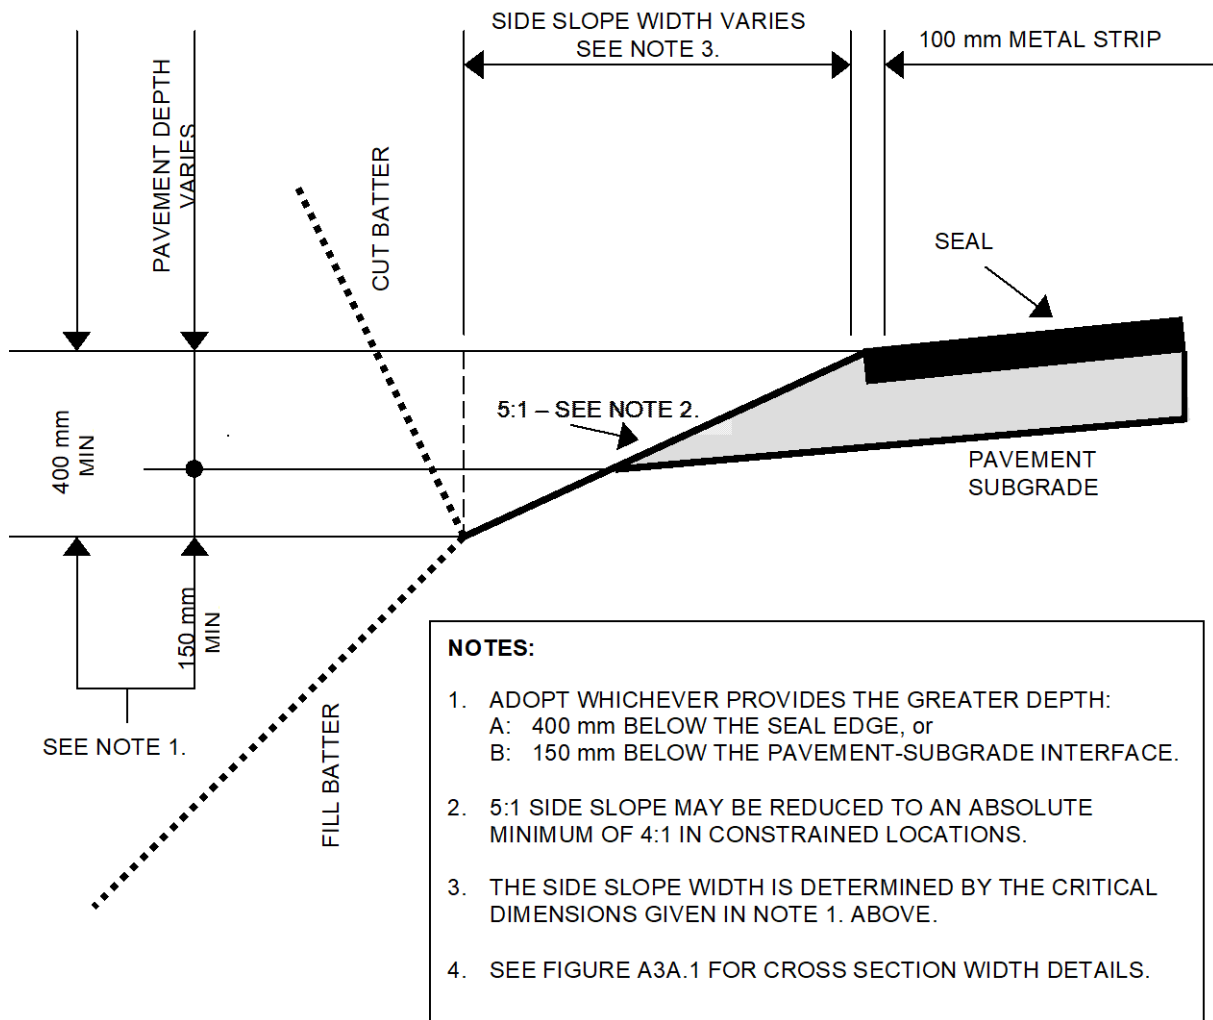 SIDE SLOPE WIDTH VARIES
SEE NOTE 3.
100 mm METAL STRIP
PAVEMENT DEPTH
VARIES
CUT BATTER
SEAL
5:1 – SEE NOTE 2.
400 mm
MIN
PAVEMENT
SUBGRADE
150 mm
MIN
SEE NOTE 1.
FILL BATTER
NOTES:
1. ADOPT WHICHEVER PROVIDES THE GREATER DEPTH:
A: 400 mm BELOW THE SEAL EDGE, or
B: 150 mm BELOW THE PAVEMENT-SUBGRADE INTERFACE.
2. 5:1 SIDE SLOPE MAY BE REDUCED TO AN ABSOLUTE
MINIMUM OF 4:1 IN CONSTRAINED LOCATIONS.
3. THE SIDE SLOPE WIDTH IS DETERMINED BY THE CRITICAL
DIMENSIONS GIVEN IN NOTE 1. ABOVE.
4. SEE FIGURE A3A.1 FOR CROSS SECTION WIDTH DETAILS.